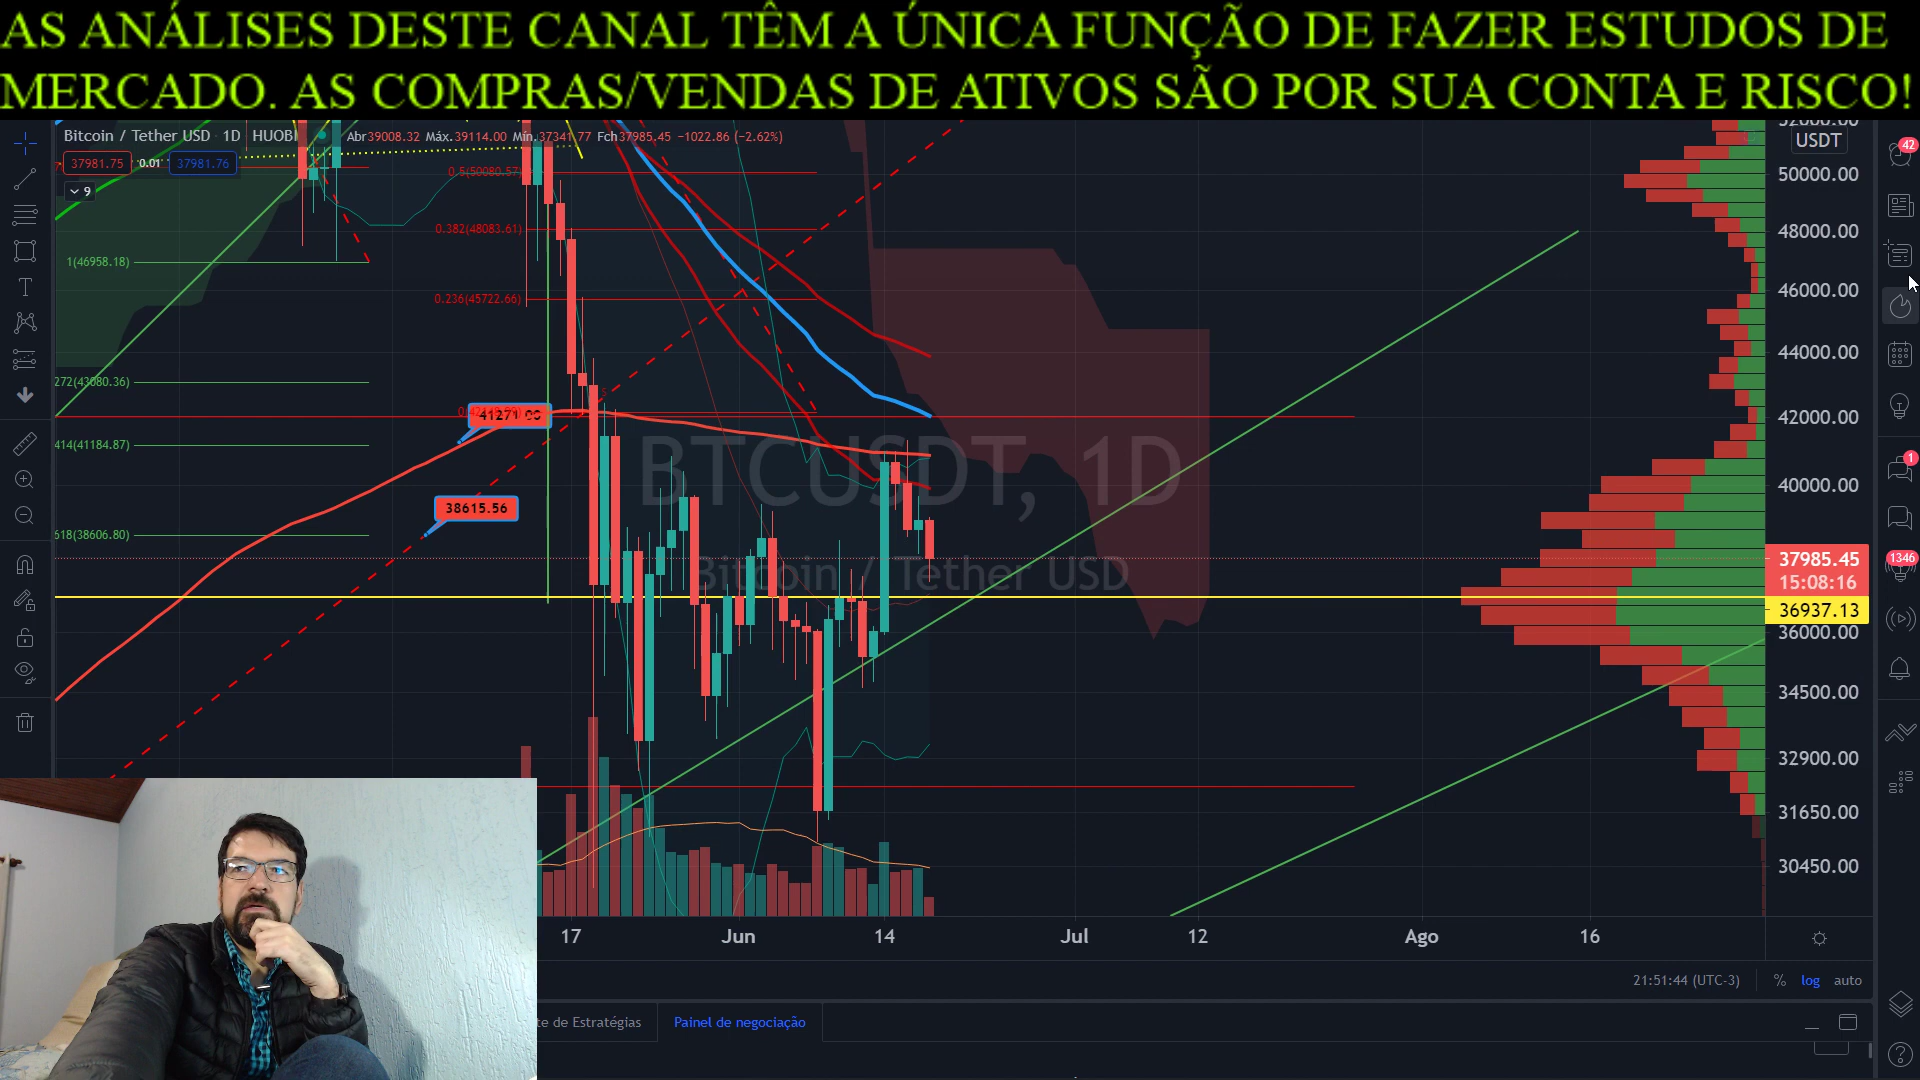 AS ANÁLISES DESTE CANAL TÊM A ÚNICA FUNÇÃO DE FAZER ESTUDOS DE
MERCADO. AS COMPRAS/VENDAS DE ATIVOS SÃO POR SUA CONTA E RISCO!
Bitcoin / Tether USD 1D HUOBI Abr39008.32 Máx.39114.00 Mín.37341.77 Fch37985.45 −1022.86 (−2.62%)
USDT
42
37981.75 0.01 37981.76
9
0.5(50080.57)
50000.00
0.382(48083.61)
48000.00
1(46958.18)
46000.00
0.236(45722.66)
44000.00
272(43080.36)
42000.00
41271.00
414(41184.87)
BTCUSDT, 1D
1
40000.00
38615.56
618(38606.80)
Bitcoin / Tether USD
37985.45
15:08:16
1346
36937.13
36000.00
34500.00
32900.00
31650.00
30450.00
17 Jun 14 Jul 12 Ago 16
21:51:44 (UTC-3) % log auto
te de Estratégias Painel de negociação